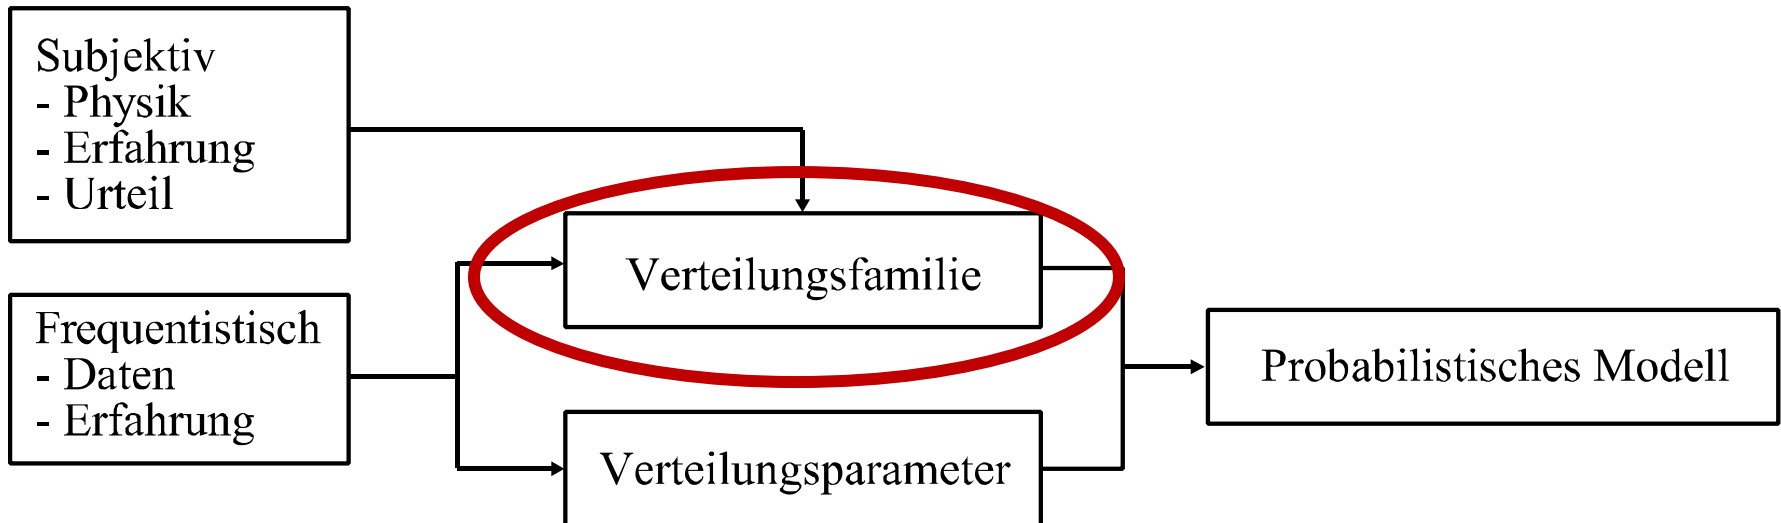 Subjektiv
- Physik
- Erfahrung
- Urteil
Verteilungsfamilie
Frequentistisch
- Daten
- Erfahrung
Verteilungsparameter
Probabilistisches Modell